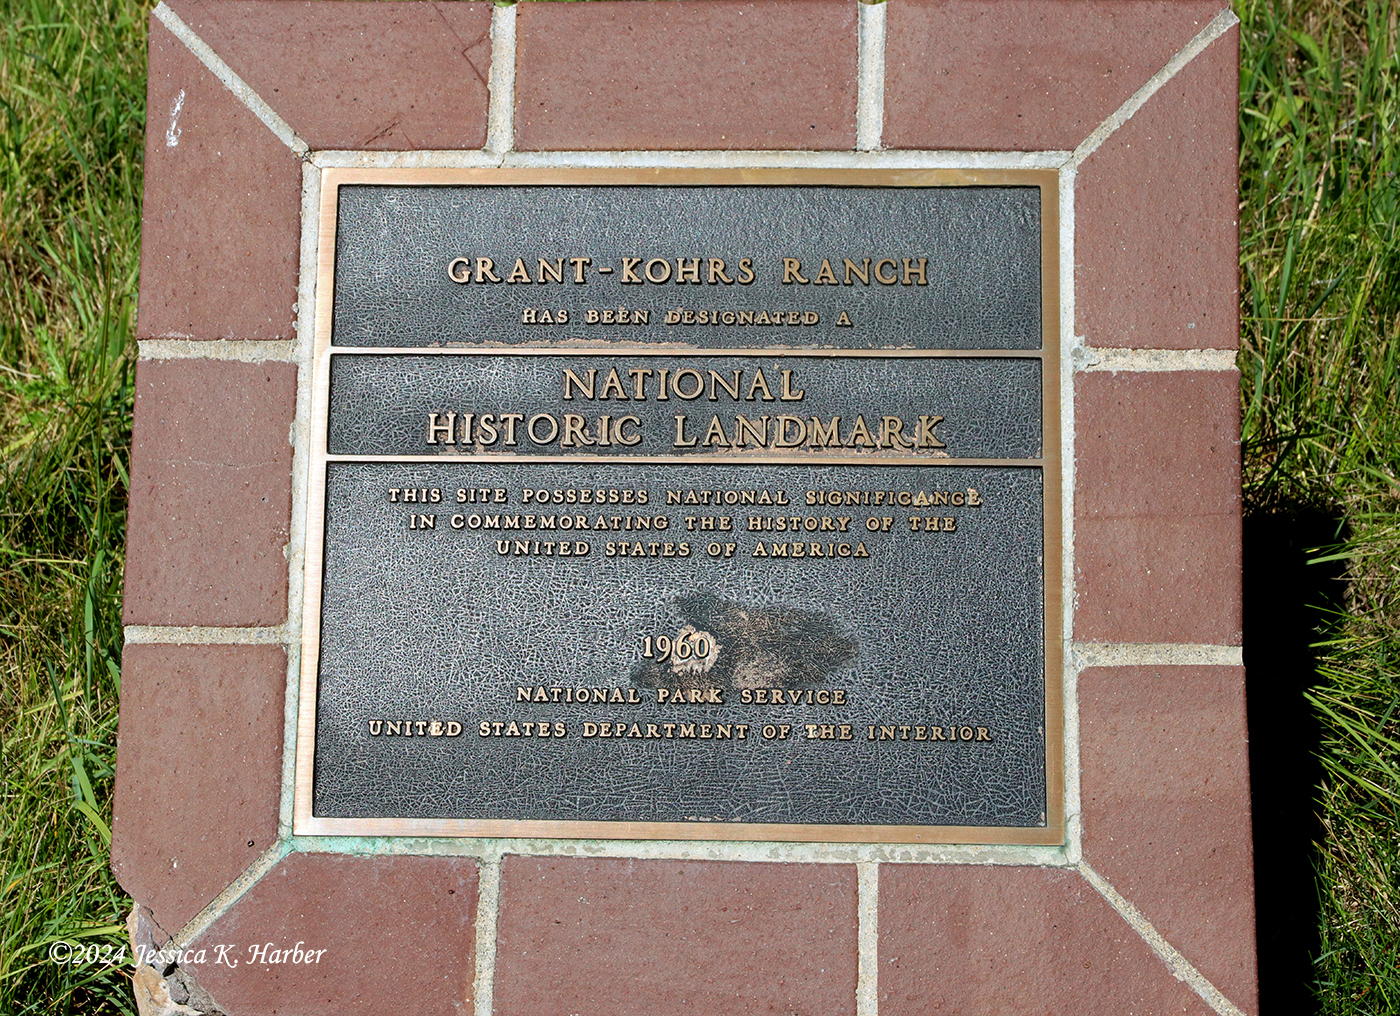 GRANT-KOHRS RANCH
HAS BEEN DESIGNATED A
NATIONAL
HISTORIC LANDMARK
THIS SITE POSSESSES NATIONAL SIGNIFICANCE
IN COMMEMORATING THE HISTORY OF THE
UNITED STATES OF AMERICA
1960
NATIONAL PARK SERVICE
UNITED STATES DEPARTMENT OF THE INTERIOR
©2024 Jessica K. Harber